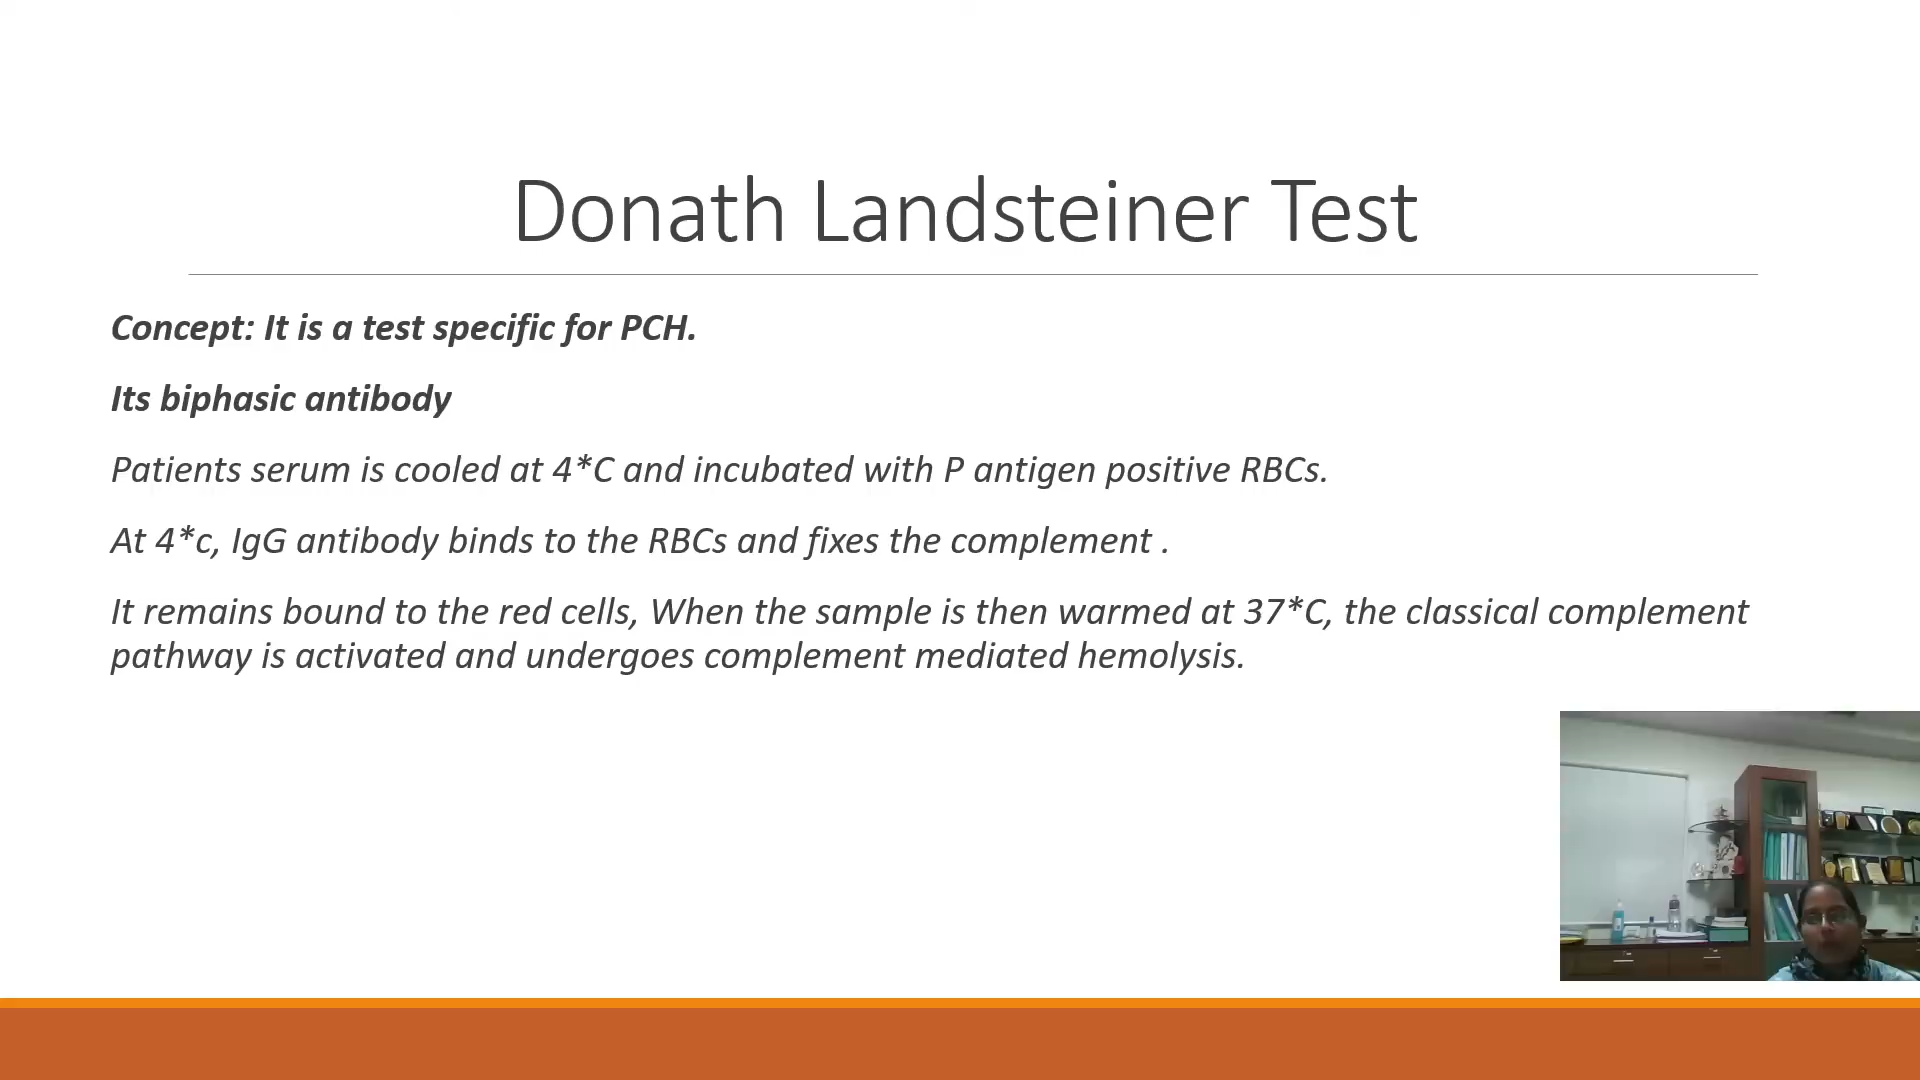 Donath Landsteiner Test
Concept: It is a test specific for PCH.
Its biphasic antibody
Patients serum is cooled at 4*C and incubated with P antigen positive RBCs.
At 4*c, IgG antibody binds to the RBCs and fixes the complement .
It remains bound to the red cells, When the sample is then warmed at 37*C, the classical complement
pathway is activated and undergoes complement mediated hemolysis.